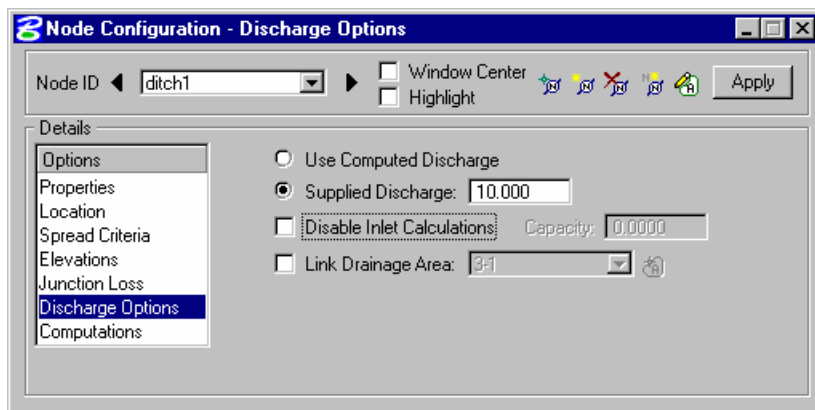 Node Configuration - Discharge Options
Node ID ditch1 Window Center Apply
Highlight
Details
Options
Properties
Location
Spread Criteria
Elevations
Junction Loss
Discharge Options
Computations
Use Computed Discharge
Supplied Discharge: 10.000
Disable Inlet Calculations Capacity: 0.0000
Link Drainage Area: 3-1